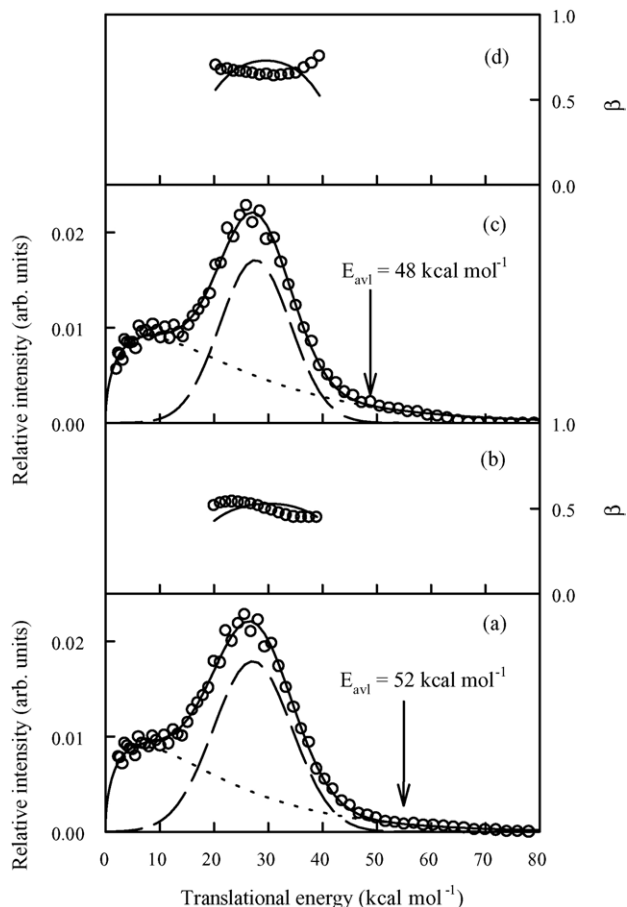 1.0
(d)
0.5
β
0.0
0.02
(c)
Relative intensity (arb. units)
E_avl = 48 kcal mol⁻¹
0.01
0.00
1.0
(b)
0.5
β
0.0
0.02
(a)
Relative intensity (arb. units)
E_avl = 52 kcal mol⁻¹
0.01
0.00
0 10 20 30 40 50 60 70 80
Translational energy (kcal mol⁻¹)